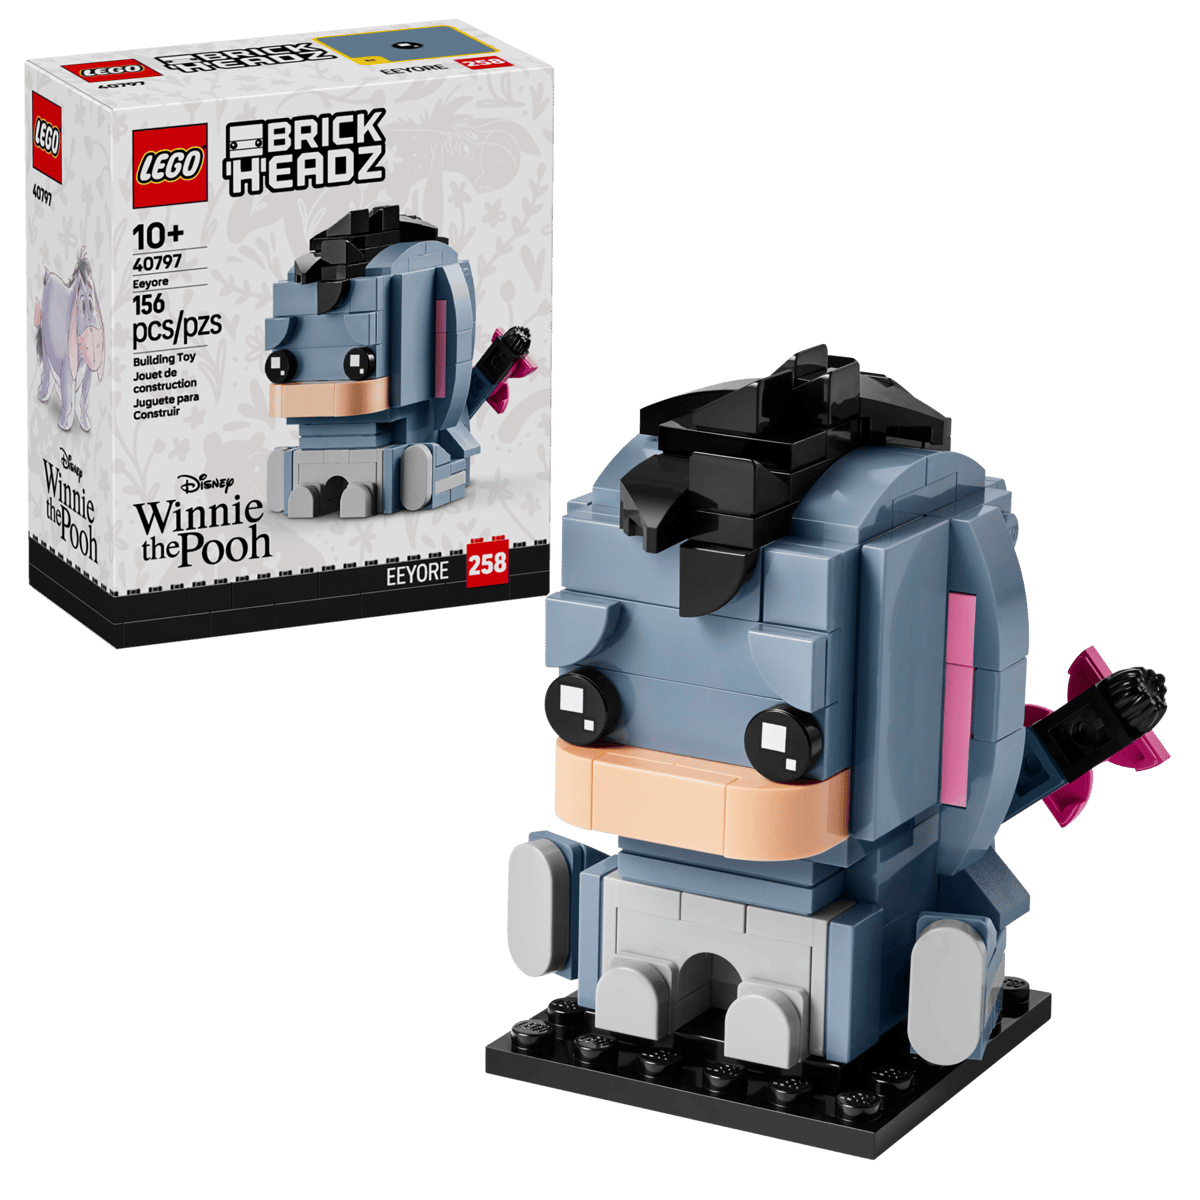 LEGO
40797
BRICK
HEADZ
EEYORE
258
LEGO
40797
LEGO
BRICK
HEADZ
10+
40797
Eeyore
156
pcs/pzs
Building Toy
Jouet de
construction
Juguete para
Construir
Disney
Winnie
the Pooh
Disney
Winnie
the Pooh
EEYORE
258